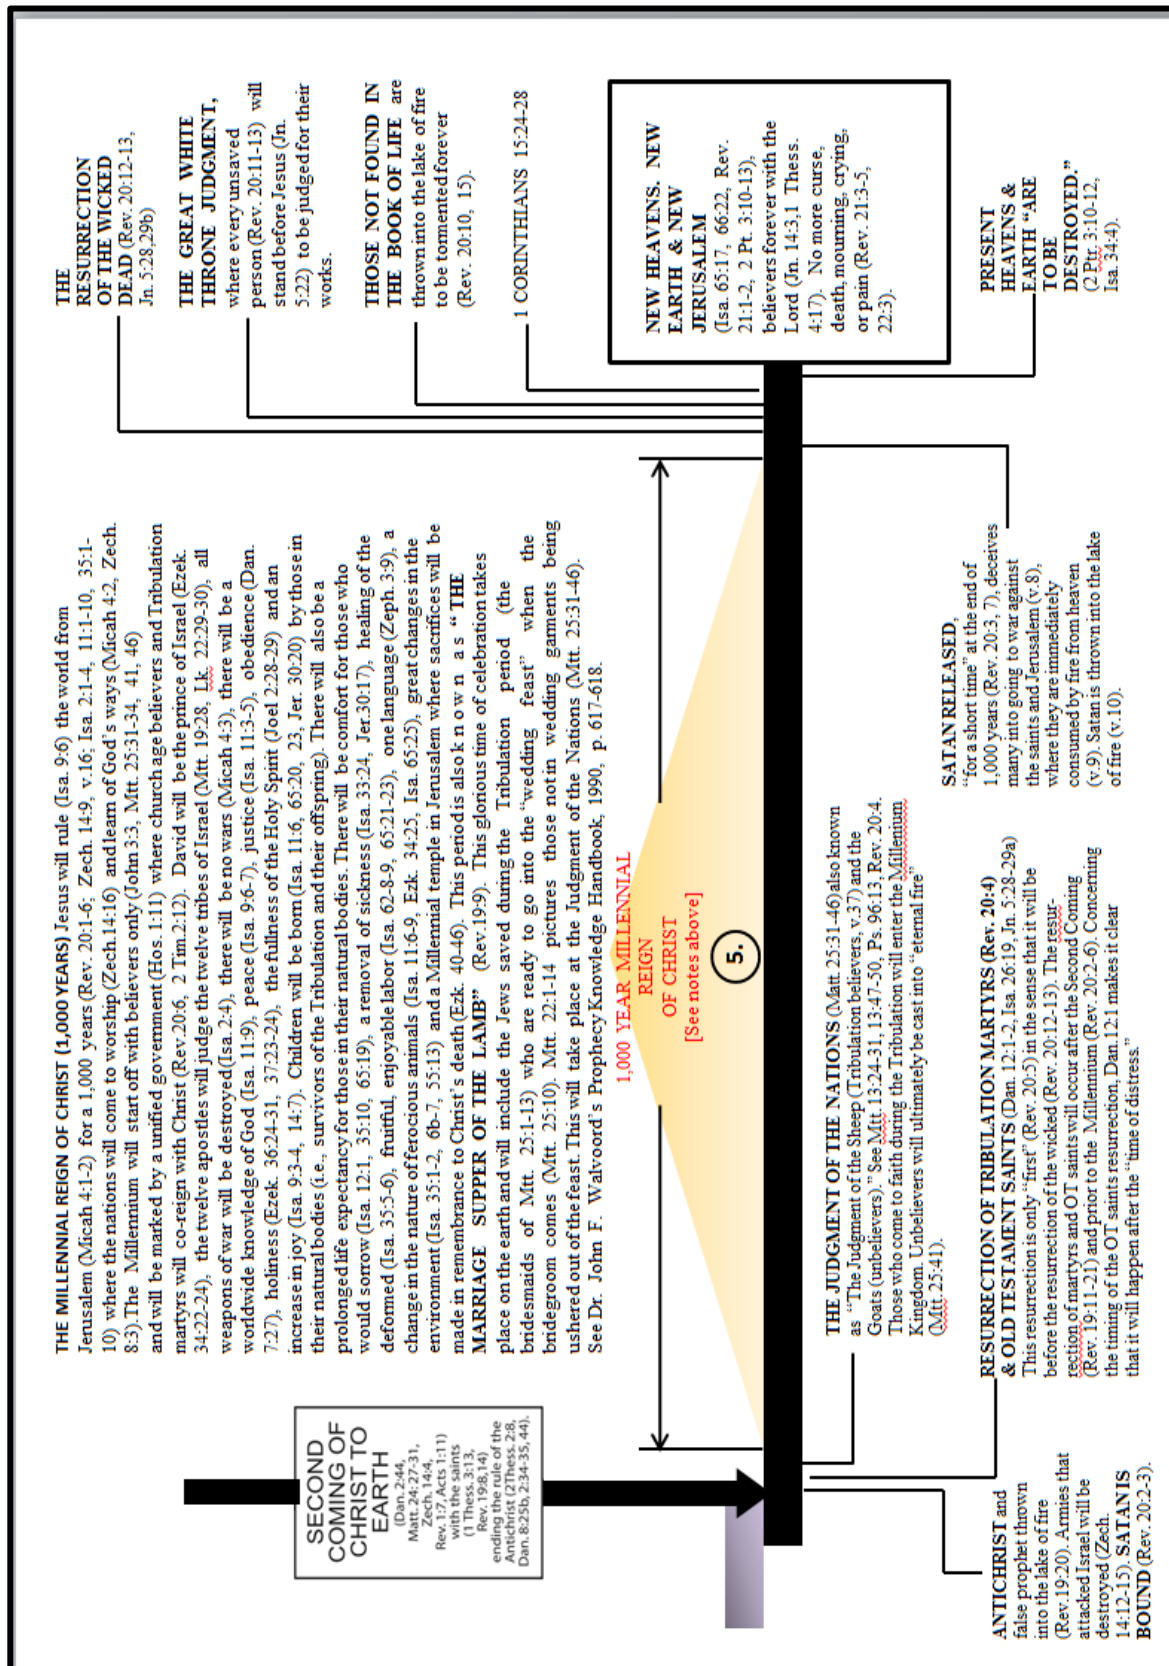 THE MILLENNIAL REIGN OF CHRIST (1,000 YEARS) Jesus will rule (Isa. 9:6) the world from
Jerusalem (Micah 4:1-2) for a 1,000 years (Rev. 20:1-6; Zech. 14:9, v.16; Isa. 2:1-4, 11:1-10, 35:1-
10) where the nations will come to worship (Zech.14:16) and learn of God's ways (Micah 4:2, Zech.
8:3).The Millennium will start off with believers only (John 3:3, Mtt. 25:31-34, 41, 46)
and will be marked by a unified government (Hos. 1:11) where church age believers and Tribulation
martyrs will co-reign with Christ (Rev.20:6, 2 Tim.2:12). David will be the prince of Israel (Ezek.
34:22-24), the twelve apostles will judge the twelve tribes of Israel (Mtt. 19:28, Lk. 22:29-30), all
weapons of war will be destroyed (Isa. 2:4), there will be no wars (Micah 4:3), there will be a
worldwide knowledge of God (Isa. 11:9), peace (Isa. 9:6-7), justice (Isa. 11:3-5), obedience (Dan.
7:27), holiness (Ezek. 36:24-31, 37:23-24), the fullness of the Holy Spirit (Joel 2:28-29) and an
increase in joy (Isa. 9:3-4, 14:7). Children will be born (Isa. 11:6, 65:20, 23, Jer. 30:20) by those in
their natural bodies (i.e., survivors of the Tribulation and their offspring). There will also be a
prolonged life expectancy for those in their natural bodies. There will be comfort for those who
would sorrow (Isa. 12:1, 35:10, 65:19), a removal of sickness (Isa. 33:24, Jer.30:17), healing of the
deformed (Isa. 35:5-6), fruitful, enjoyable labor (Isa. 62-8-9, 65:21-23), one language (Zeph. 3:9), a
change in the nature of ferocious animals (Isa. 11:6-9, Ezk. 34:25, Isa. 65:25), great changes in the
environment (Isa. 35:1-2, 6b-7, 55:13) and a Millennial temple in Jerusalem where sacrifices will be
made in remembrance to Christ's death (Ezk. 40-46). This period is also known as "THE
MARRIAGE SUPPER OF THE LAMB" (Rev.19:9). This glorious time of celebration takes
place on the earth and will include the Jews saved during the Tribulation period (the
bridesmaids of Mtt. 25:1-13) who are ready to go into the "wedding feast" when the
bridegroom comes (Mtt. 25:10). Mtt. 22:1-14 pictures those not in wedding garments being
ushered out of the feast. This will take place at the Judgment of the Nations (Mtt. 25:31-46).
See Dr. John F. Walvoord's Prophecy Knowledge Handbook, 1990, p. 617-618.
THE
RESURRECTION
OF THE WICKED
DEAD (Rev. 20:12-13,
Jn. 5:28,29b)
THE GREAT WHITE
THRONE JUDGMENT,
where every unsaved
person (Rev. 20:11-13) will
stand before Jesus (Jn.
5:22) to be judged for their
works.
THOSE NOT FOUND IN
THE BOOK OF LIFE are
thrown into the lake of fire
to be tormented forever
(Rev. 20:10, 15).
1 CORINTHIANS 15:24-28
SECOND
COMING OF
CHRIST TO
EARTH
(Dan. 2:44,
Matt. 24: 27-31,
Zech. 14:4,
Rev. 1:7, Acts 1:11)
with the saints
(1 Thess. 3:13,
Rev. 19:8,14)
ending the rule of the
Antichrist (2Thess. 2:8,
Dan. 8:25b, 2:34-35, 44).
1,000 YEAR MILLENNIAL
REIGN
OF CHRIST
[See notes above]
5.
NEW HEAVENS. NEW
EARTH & NEW
JERUSALEM
(Isa. 65:17, 66:22, Rev.
21:1-2, 2 Pt. 3:10-13),
believers forever with the
Lord (Jn. 14:3,1 Thess.
4:17). No more curse,
death, mourning, crying,
or pain (Rev. 21:3-5,
22:3).
ANTICHRIST and
false prophet thrown
into the lake of fire
(Rev.19:20). Armies that
attacked Israel will be
destroyed (Zech.
14:12-15). SATAN IS
BOUND (Rev. 20:2-3).
THE JUDGMENT OF THE NATIONS (Matt. 25:31-46) also known
as "The Judgment of the Sheep (Tribulation believers, v.37) and the
Goats (unbelievers)." See Mtt. 13:24-31, 13:47-50, Ps. 96:13, Rev. 20:4.
Those who come to faith during the Tribulation will enter the Millenium
Kingdom. Unbelievers will ultimately be cast into "eternal fire"
(Mtt. 25:41).
RESURRECTION OF TRIBULATION MARTYRS (Rev. 20:4)
& OLD TESTAMENT SAINTS (Dan. 12:1-2, Isa. 26:19, Jn. 5:28-29a)
This resurrection is only "first" (Rev. 20:5) in the sense that it will be
before the resurrection of the wicked (Rev. 20:12-13). The resur-
rection of martyrs and OT saints will occur after the Second Coming
(Rev. 19:11-21) and prior to the Millennium (Rev. 20:2-6). Concerning
the timing of the OT saints resurrection, Dan.12:1 makes it clear
that it will happen after the "time of distress."
SATAN RELEASED,
"for a short time" at the end of
1,000 years (Rev. 20:3, 7), deceives
many into going to war against
the saints and Jerusalem (v.8),
where they are immediately
consumed by fire from heaven
(v.9). Satan is thrown into the lake
of fire (v.10).
PRESENT
HEAVENS &
EARTH "ARE
TO BE
DESTROYED."
(2 Ptr. 3:10-12,
Isa. 34:4).